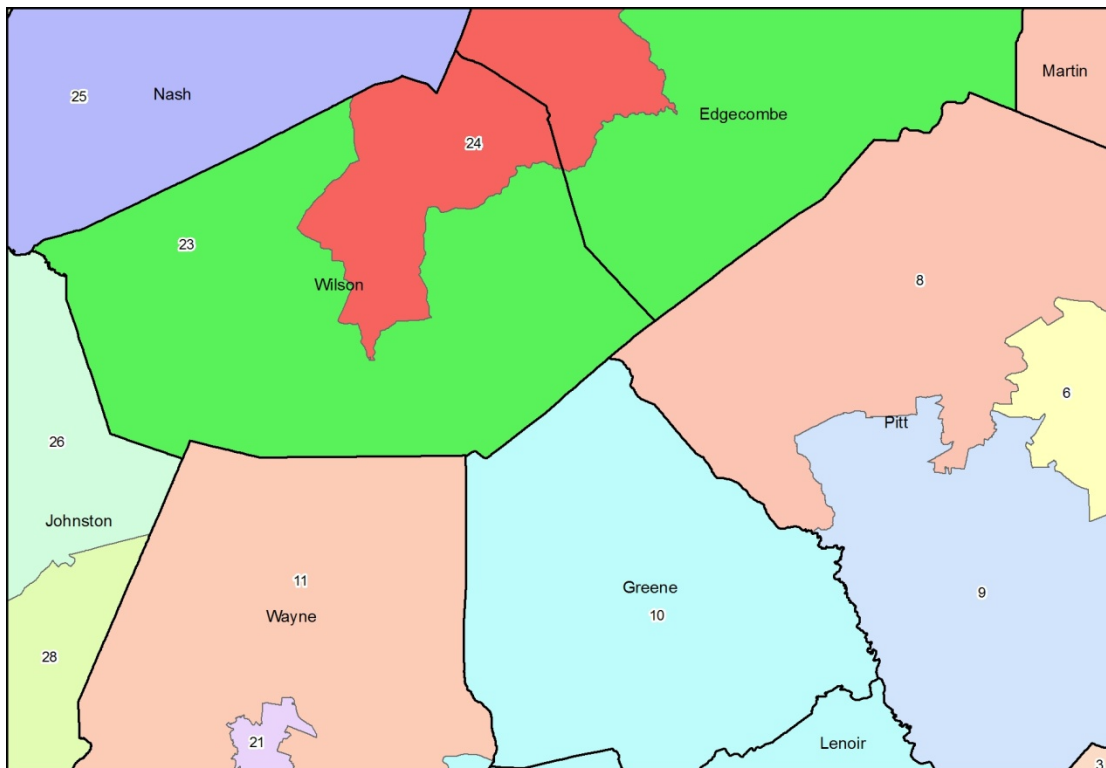 Martin
25
Nash
Edgecombe
24
23
8
Wilson
6
Pitt
26
Johnston
11
Greene
9
Wayne
10
28
21
Lenoir
3